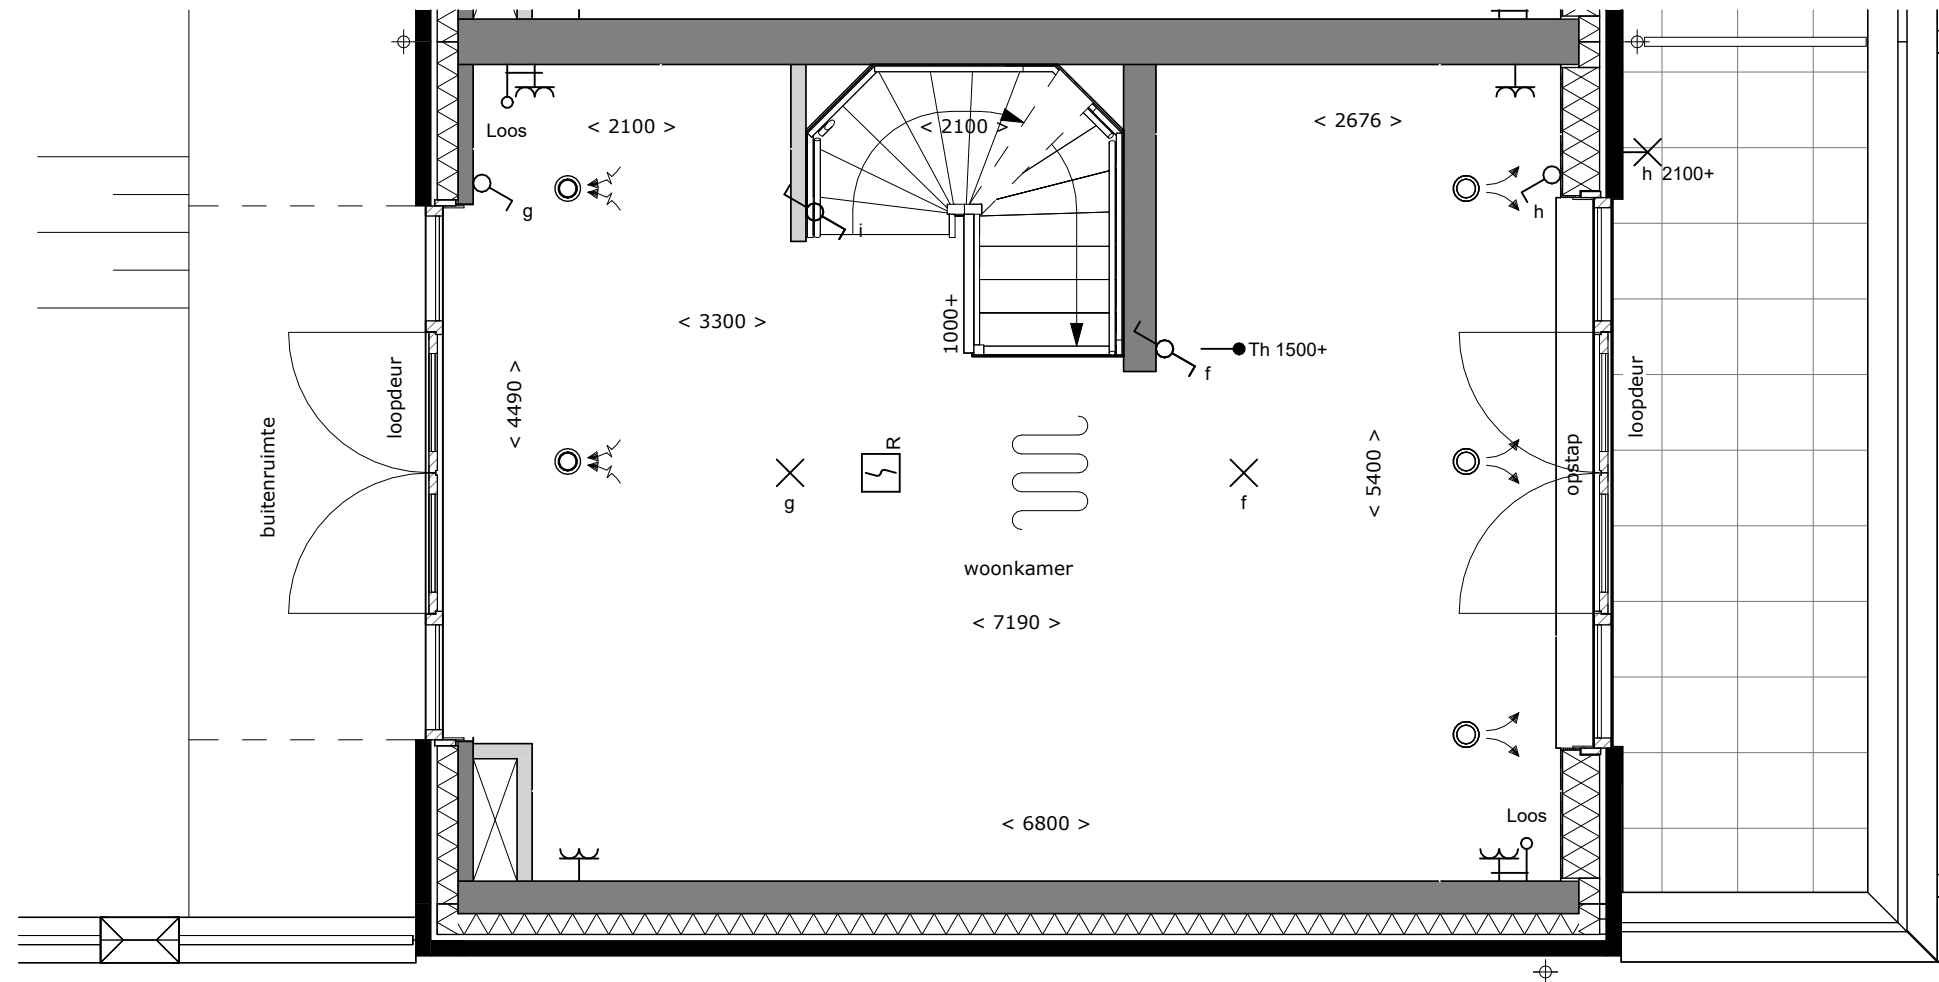 Loos
< 2100 >
< 2100 >
< 2676 >
h 2100+
g
i
h
< 3300 >
1000+
Th 1500+
f
buitenruimte
loopdeur
< 4490 >
g
R
f
< 5400 >
opstap
loopdeur
woonkamer
< 7190 >
< 6800 >
Loos